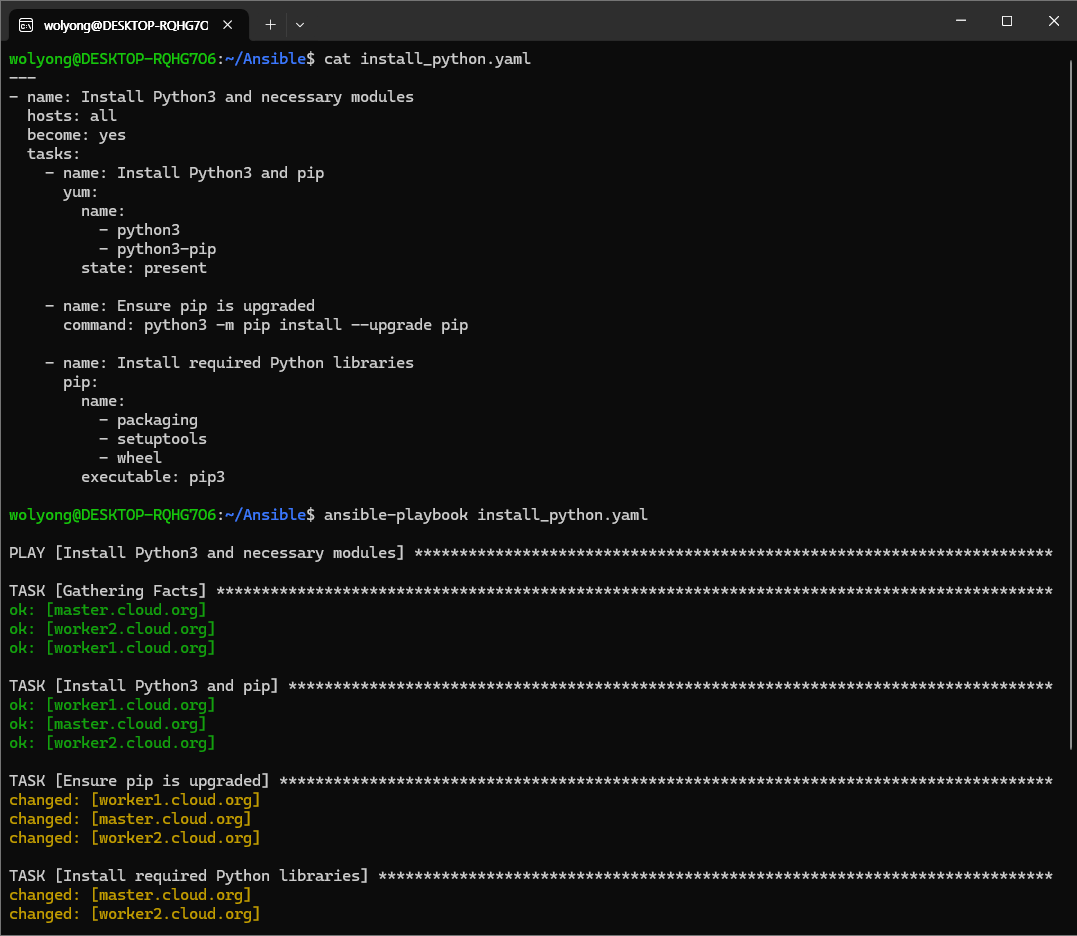 wolyong@DESKTOP-RQHG7O
wolyong@DESKTOP-RQHG7O6:~/Ansible$ cat install_python.yaml
---
- name: Install Python3 and necessary modules
  hosts: all
  become: yes
  tasks:
    - name: Install Python3 and pip
      yum:
        name:
          - python3
          - python3-pip
        state: present

    - name: Ensure pip is upgraded
      command: python3 -m pip install --upgrade pip

    - name: Install required Python libraries
      pip:
        name:
          - packaging
          - setuptools
          - wheel
        executable: pip3

wolyong@DESKTOP-RQHG7O6:~/Ansible$ ansible-playbook install_python.yaml

PLAY [Install Python3 and necessary modules] ***********************************************************************

TASK [Gathering Facts] *********************************************************************************************
ok: [master.cloud.org]
ok: [worker2.cloud.org]
ok: [worker1.cloud.org]

TASK [Install Python3 and pip] *************************************************************************************
ok: [worker1.cloud.org]
ok: [master.cloud.org]
ok: [worker2.cloud.org]

TASK [Ensure pip is upgraded] **************************************************************************************
changed: [worker1.cloud.org]
changed: [master.cloud.org]
changed: [worker2.cloud.org]

TASK [Install required Python libraries] ***************************************************************************
changed: [master.cloud.org]
changed: [worker2.cloud.org]